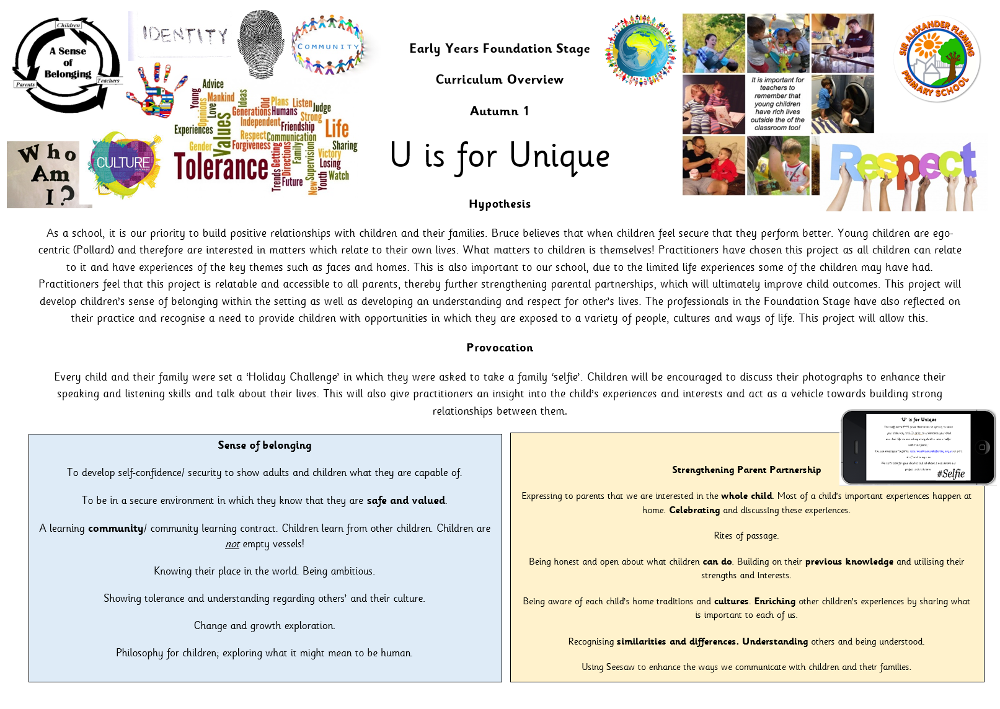 Children
A Sense
of
Belonging
Parents
Teachers
IDENTITY
COMMUNITY
Who
Am
I?
CULTURE
Advice
Young
Opinions
Love
Mankind
Values
Ideas
Old
Plans
Listen
Judge
Generations
Humans
Strong
Independent
Friendship
Experiences
Respect
Communication
Life
Gender
Forgiveness
Sharing
Tolerance
Trends
Getting
Directions
Family
Supervision
New
Victory
Losing
Youth
Watch
Future
Early Years Foundation Stage
Curriculum Overview
Autumn 1
U is for Unique
It is important for
teachers to
remember that
young children
have rich lives
outside the of the
classroom too!
SIR ALEXANDER FLEMING
PRIMARY SCHOOL
Respect
Hypothesis
As a school, it is our priority to build positive relationships with children and their families. Bruce believes that when children feel secure that they perform better. Young children are ego-
centric (Pollard) and therefore are interested in matters which relate to their own lives. What matters to children is themselves! Practitioners have chosen this project as all children can relate
to it and have experiences of the key themes such as faces and homes. This is also important to our school, due to the limited life experiences some of the children may have had.
Practitioners feel that this project is relatable and accessible to all parents, thereby further strengthening parental partnerships, which will ultimately improve child outcomes. This project will
develop children's sense of belonging within the setting as well as developing an understanding and respect for other's lives. The professionals in the Foundation Stage have also reflected on
their practice and recognise a need to provide children with opportunities in which they are exposed to a variety of people, cultures and ways of life. This project will allow this.
Provocation
Every child and their family were set a ‘Holiday Challenge’ in which they were asked to take a family ‘selfie’. Children will be encouraged to discuss their photographs to enhance their
speaking and listening skills and talk about their lives. This will also give practitioners an insight into the child’s experiences and interests and act as a vehicle towards building strong
relationships between them.
Sense of belonging
To develop self-confidence/ security to show adults and children what they are capable of.
To be in a secure environment in which they know that they are safe and valued.
A learning community/ community learning contract. Children learn from other children. Children are
not empty vessels!
Knowing their place in the world. Being ambitious.
Showing tolerance and understanding regarding others’ and their culture.
Change and growth exploration.
Philosophy for children; exploring what it might mean to be human.
‘U’ is for Unique
#Selfie
Strengthening Parent Partnership
Expressing to parents that we are interested in the whole child. Most of a child’s important experiences happen at
home. Celebrating and discussing these experiences.
Rites of passage.
Being honest and open about what children can do. Building on their previous knowledge and utilising their
strengths and interests.
Being aware of each child’s home traditions and cultures. Enriching other children’s experiences by sharing what
is important to each of us.
Recognising similarities and differences. Understanding others and being understood.
Using Seesaw to enhance the ways we communicate with children and their families.